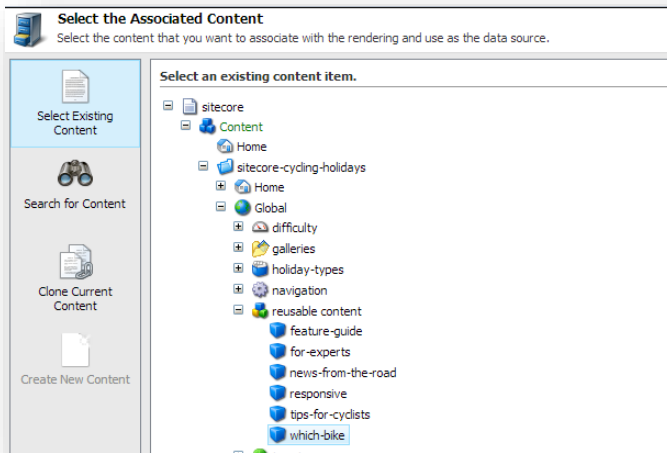 Select the Associated Content
Select the content that you want to associate with the rendering and use as the data source.
Select Existing
Content
Search for Content
Clone Current
Content
Create New Content
Select an existing content item.
sitecore
Content
Home
sitecore-cycling-holidays
Home
Global
difficulty
galleries
holiday-types
navigation
reusable content
feature-guide
for-experts
news-from-the-road
responsive
tips-for-cyclists
which-bike